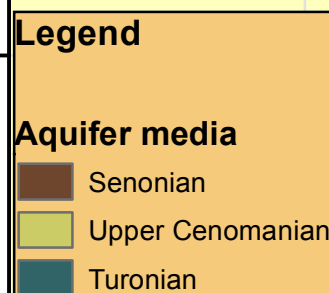 Legend
Aquifer media
Senonian
Upper Cenomanian
Turonian